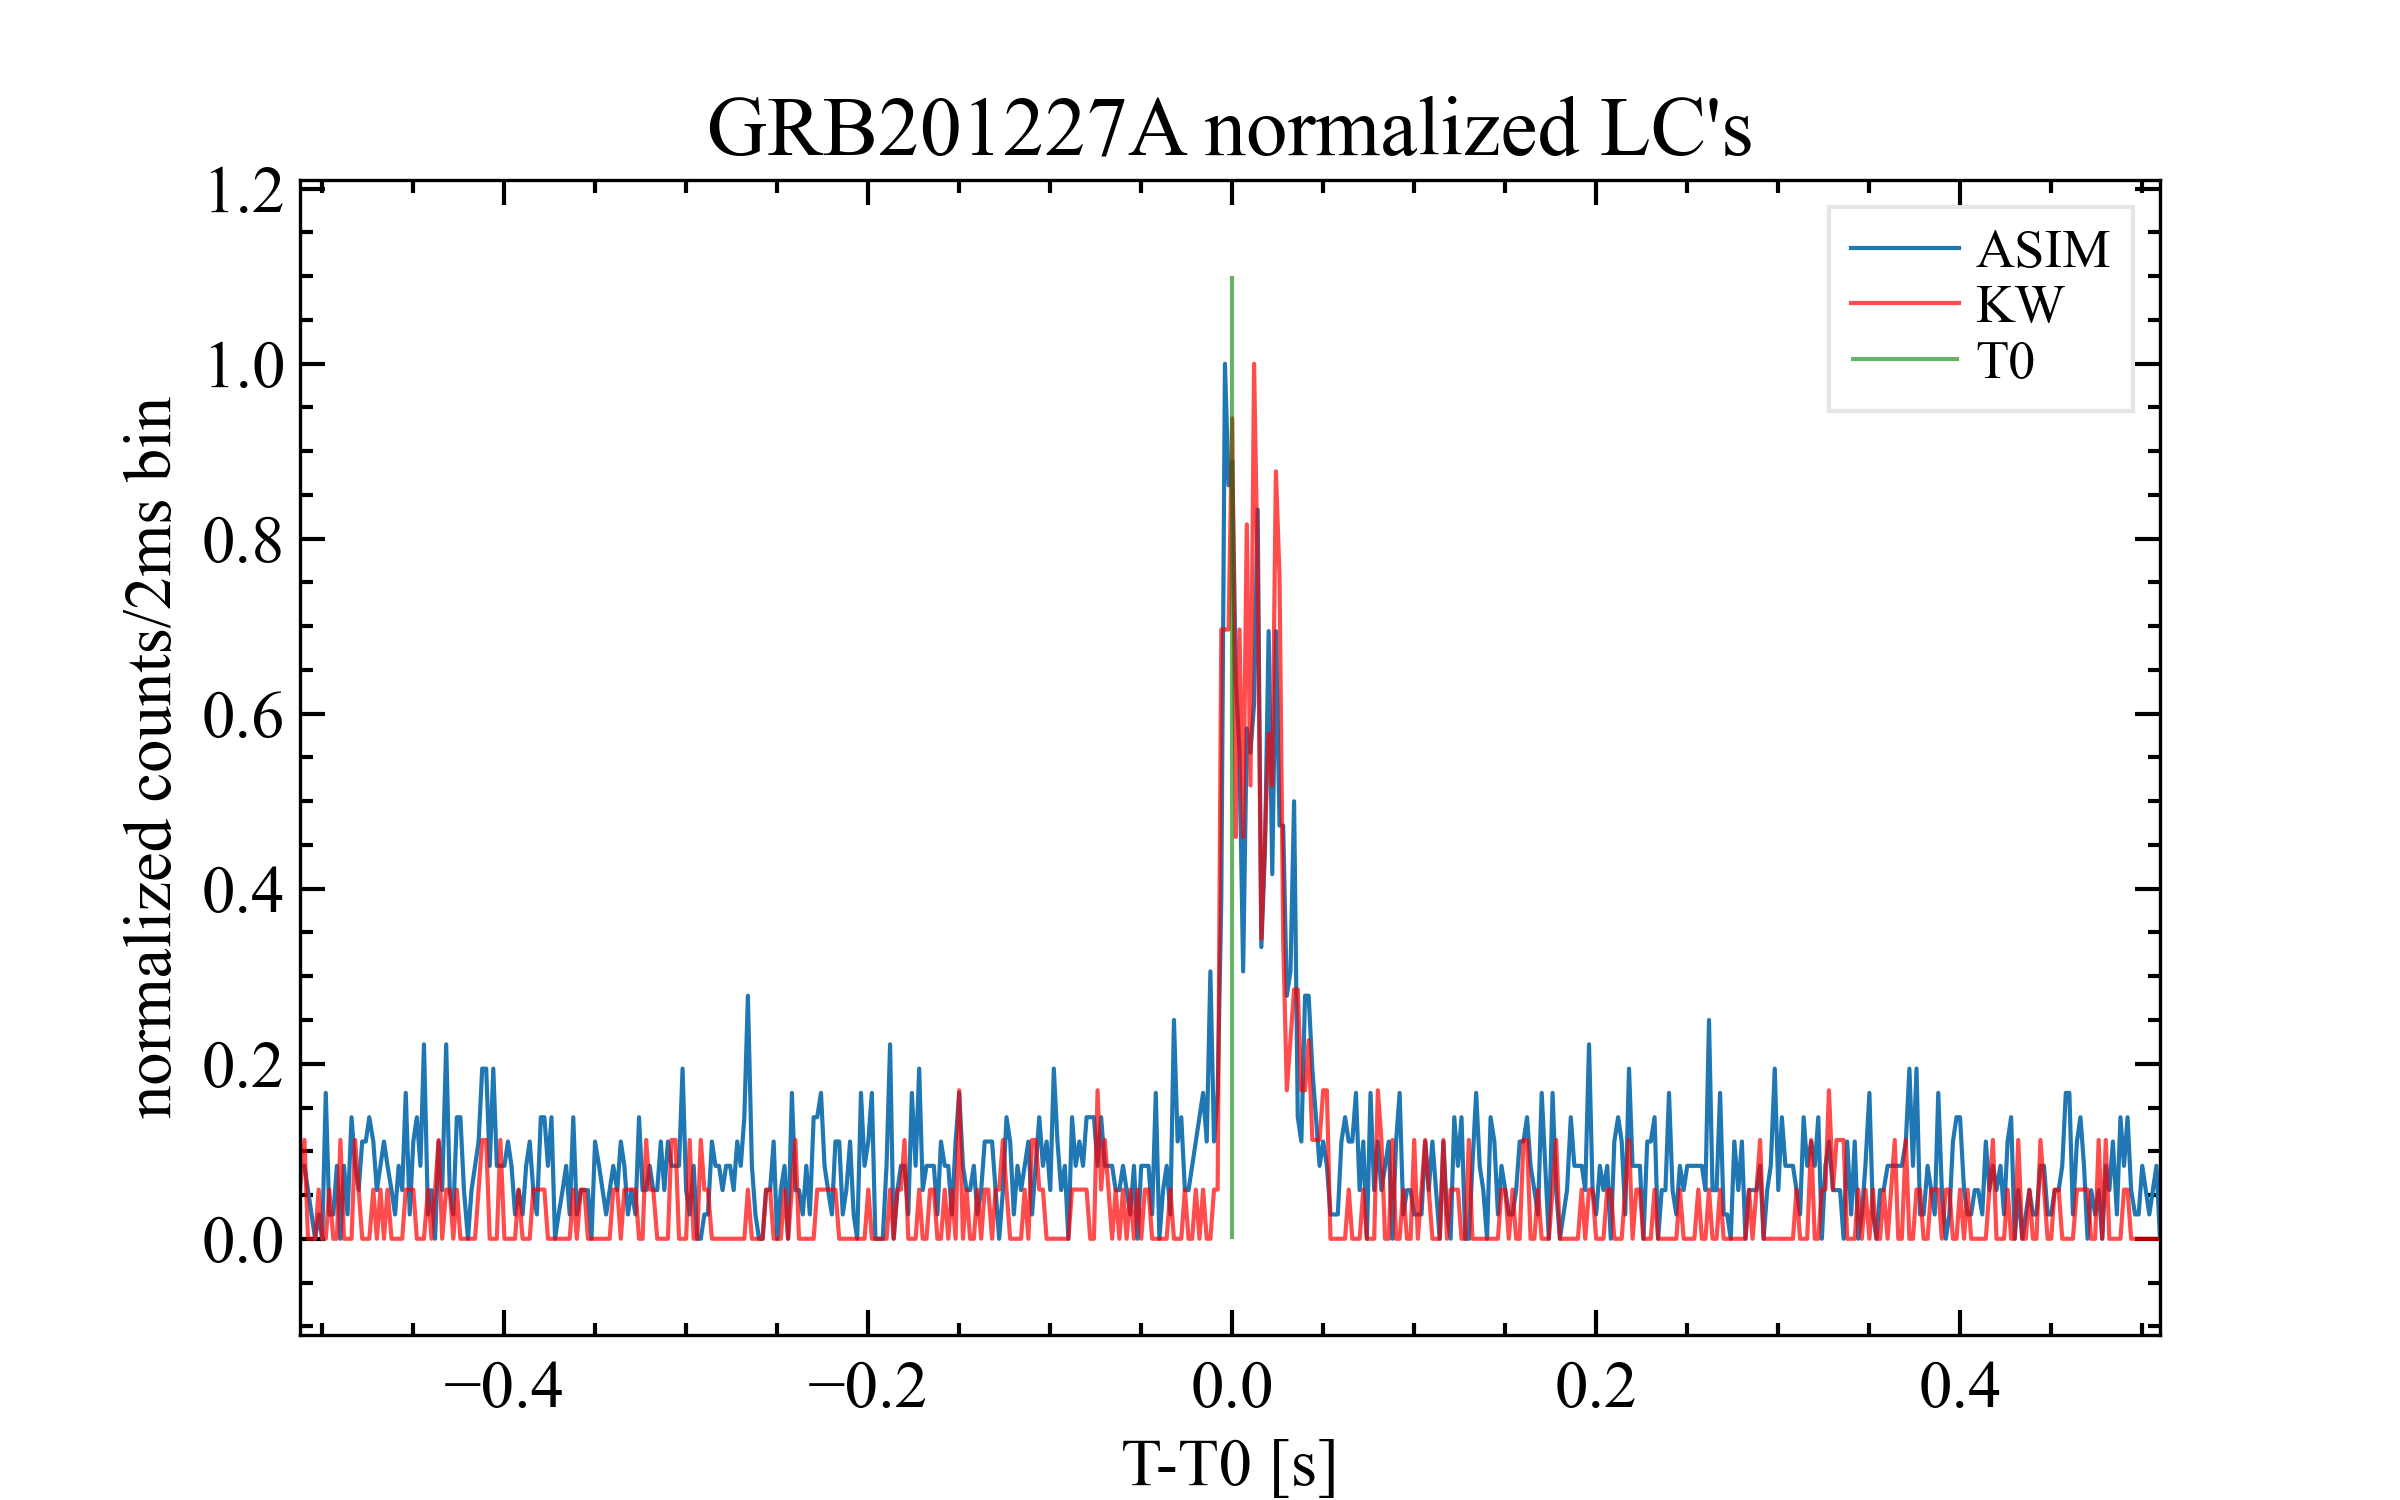 GRB201227A normalized LC's
1.2
1.0
0.8
0.6
0.4
0.2
0.0
normalized counts/2ms bin
ASIM
KW
T0
−0.4 −0.2 0.0 0.2 0.4
T-T0 [s]